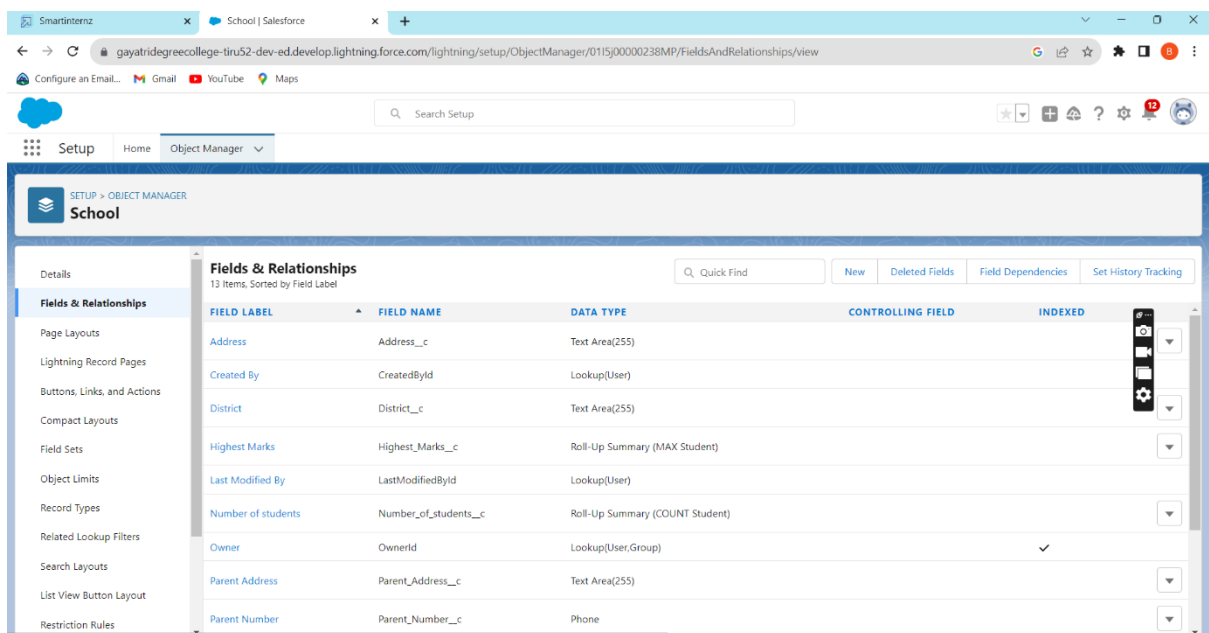 Smartinternz
School | Salesforce
gayatridegreecollege-tiru52-dev-ed.develop.lightning.force.com/lightning/setup/ObjectManager/01I5j00000238MP/FieldsAndRelationships/view
G
B
Configure an Email... Gmail YouTube Maps
Search Setup
12
Setup Home Object Manager
SETUP > OBJECT MANAGER
School
Details
Fields & Relationships
Page Layouts
Lightning Record Pages
Buttons, Links, and Actions
Compact Layouts
Field Sets
Object Limits
Record Types
Related Lookup Filters
Search Layouts
List View Button Layout
Restriction Rules
Fields & Relationships
13 Items, Sorted by Field Label
Quick Find New Deleted Fields Field Dependencies Set History Tracking
FIELD LABEL FIELD NAME DATA TYPE CONTROLLING FIELD INDEXED
Address Address__c Text Area(255)
Created By CreatedById Lookup(User)
District District__c Text Area(255)
Highest Marks Highest_Marks__c Roll-Up Summary (MAX Student)
Last Modified By LastModifiedById Lookup(User)
Number of students Number_of_students__c Roll-Up Summary (COUNT Student)
Owner OwnerId Lookup(User,Group)
Parent Address Parent_Address__c Text Area(255)
Parent Number Parent_Number__c Phone